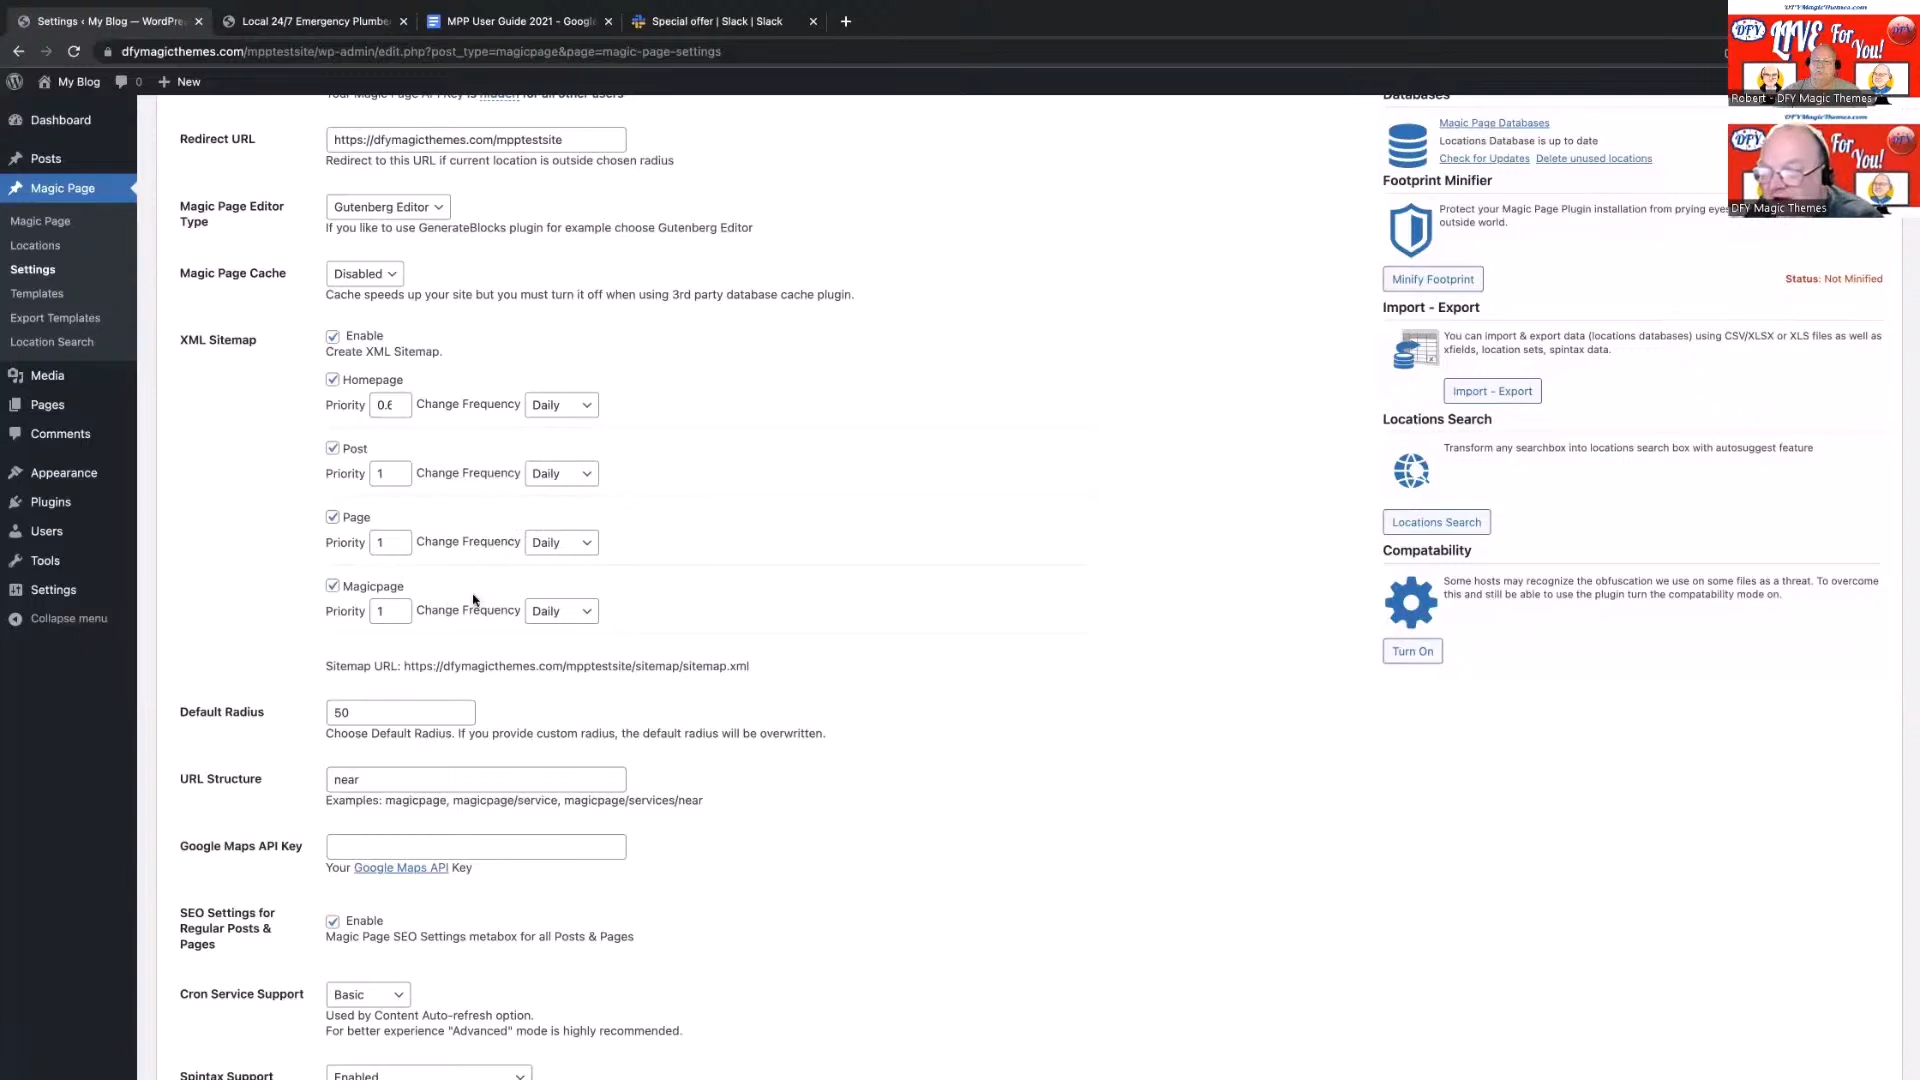 Settings ‹ My Blog — WordPre
Local 24/7 Emergency Plumbe
MPP User Guide 2021 - Google
Special offer | Slack | Slack
dfymagicthemes.com/mpptestsite/wp-admin/edit.php?post_type=magicpage&page=magic-page-settings
My Blog
0
New
Dashboard
Posts
Magic Page
Magic Page
Locations
Settings
Templates
Export Templates
Location Search
Media
Pages
Comments
Appearance
Plugins
Users
Tools
Settings
Collapse menu
Your Magic Page API Key is hidden for all other users
Redirect URL
https://dfymagicthemes.com/mpptestsite
Redirect to this URL if current location is outside chosen radius
Magic Page Editor
Type
Gutenberg Editor
If you like to use GenerateBlocks plugin for example choose Gutenberg Editor
Magic Page Cache
Disabled
Cache speeds up your site but you must turn it off when using 3rd party database cache plugin.
XML Sitemap
Enable
Create XML Sitemap.
Homepage
Priority 0.6 Change Frequency Daily
Post
Priority 1 Change Frequency Daily
Page
Priority 1 Change Frequency Daily
Magicpage
Priority 1 Change Frequency Daily
Sitemap URL: https://dfymagicthemes.com/mpptestsite/sitemap/sitemap.xml
Default Radius
50
Choose Default Radius. If you provide custom radius, the default radius will be overwritten.
URL Structure
near
Examples: magicpage, magicpage/service, magicpage/services/near
Google Maps API Key
Your Google Maps API Key
SEO Settings for
Regular Posts &
Pages
Enable
Magic Page SEO Settings metabox for all Posts & Pages
Cron Service Support
Basic
Used by Content Auto-refresh option.
For better experience "Advanced" mode is highly recommended.
Spintax Support
Enabled
Databases
Magic Page Databases
Locations Database is up to date
Check for Updates Delete unused locations
Footprint Minifier
Protect your Magic Page Plugin installation from prying eyes
outside world.
Minify Footprint
Status: Not Minified
Import - Export
You can import & export data (locations databases) using CSV/XLSX or XLS files as well as
xfields, location sets, spintax data.
Import - Export
Locations Search
Transform any searchbox into locations search box with autosuggest feature
Locations Search
Compatability
Some hosts may recognize the obfuscation we use on some files as a threat. To overcome
this and still be able to use the plugin turn the compatability mode on.
Turn On
DFYMagicThemes.com
DFY LIVE For You!
Robert - DFY Magic Themes
DFYMagicThemes.com
DFY For You!
DFY Magic Themes